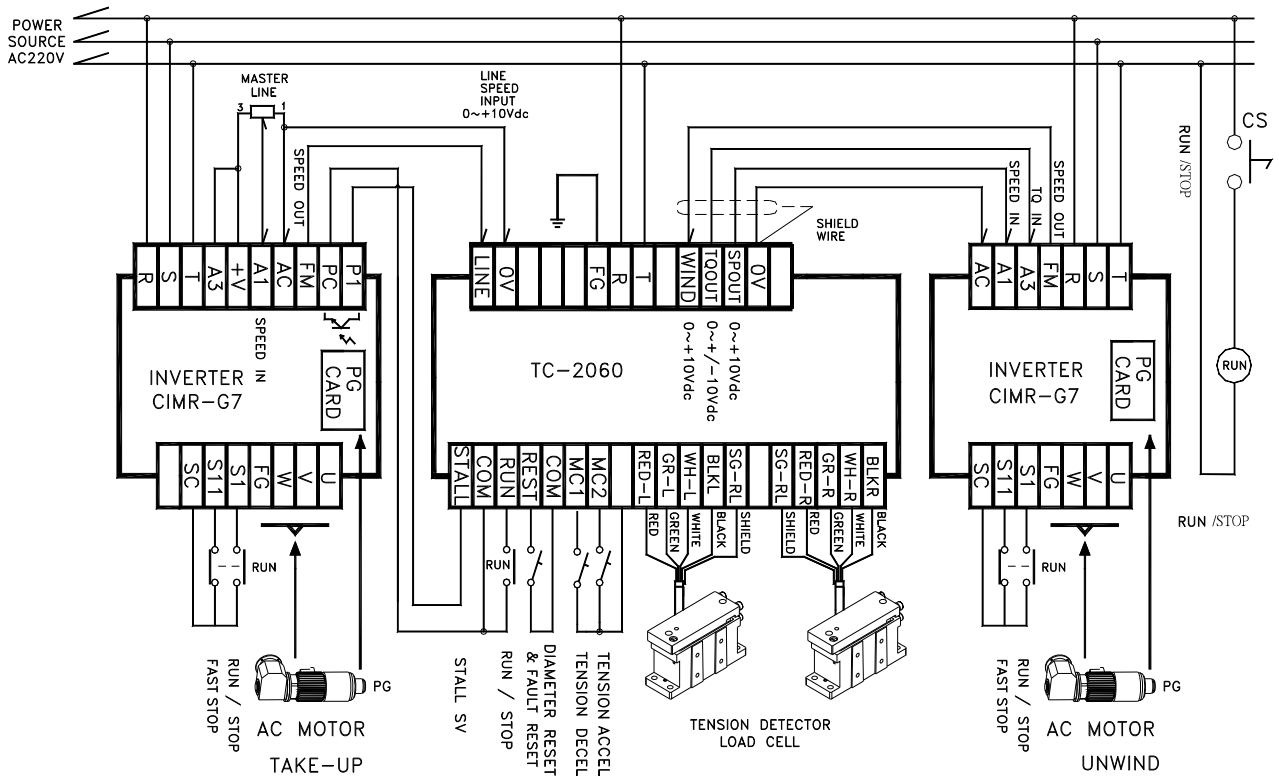 POWER
SOURCE
AC220V
MASTER
LINE
3
1
LINE
SPEED
INPUT
0~+10Vdc
SPEED OUT
SHIELD
WIRE
SPEED IN
TQ IN
SPEED OUT
RUN /STOP
CS
R
S
T
A3
+V
A1
AC
FM
PC
P1
LINE
0V
FG
R
T
WIND
TQOUT
SPOUT
0V
AC
A1
A3
FM
R
S
T
SPEED IN
INVERTER
CIMR-G7
PG
CARD
TC-2060
0~+10Vdc
0~+/-10Vdc
0~+10Vdc
INVERTER
CIMR-G7
PG
CARD
RUN
SC
S11
S1
FG
W
V
U
STALL
COM
RUN
REST
COM
MC1
MC2
RED-L
GR-L
WH-L
BLKL
SG-RL
SG-RL
RED-R
GR-R
WH-R
BLKR
SC
S11
S1
FG
W
V
U
RED
GREEN
WHITE
BLACK
SHIELD
SHIELD
RED
GREEN
WHITE
BLACK
RUN /STOP
RUN
RUN
RUN
RUN / STOP
FAST STOP
PG
AC MOTOR
TAKE-UP
STALL SV
RUN / STOP
DIAMETER RESET
& FAULT RESET
TENSION DECEL
TENSION ACCEL
TENSION DETECTOR
LOAD CELL
RUN / STOP
FAST STOP
PG
AC MOTOR
UNWIND